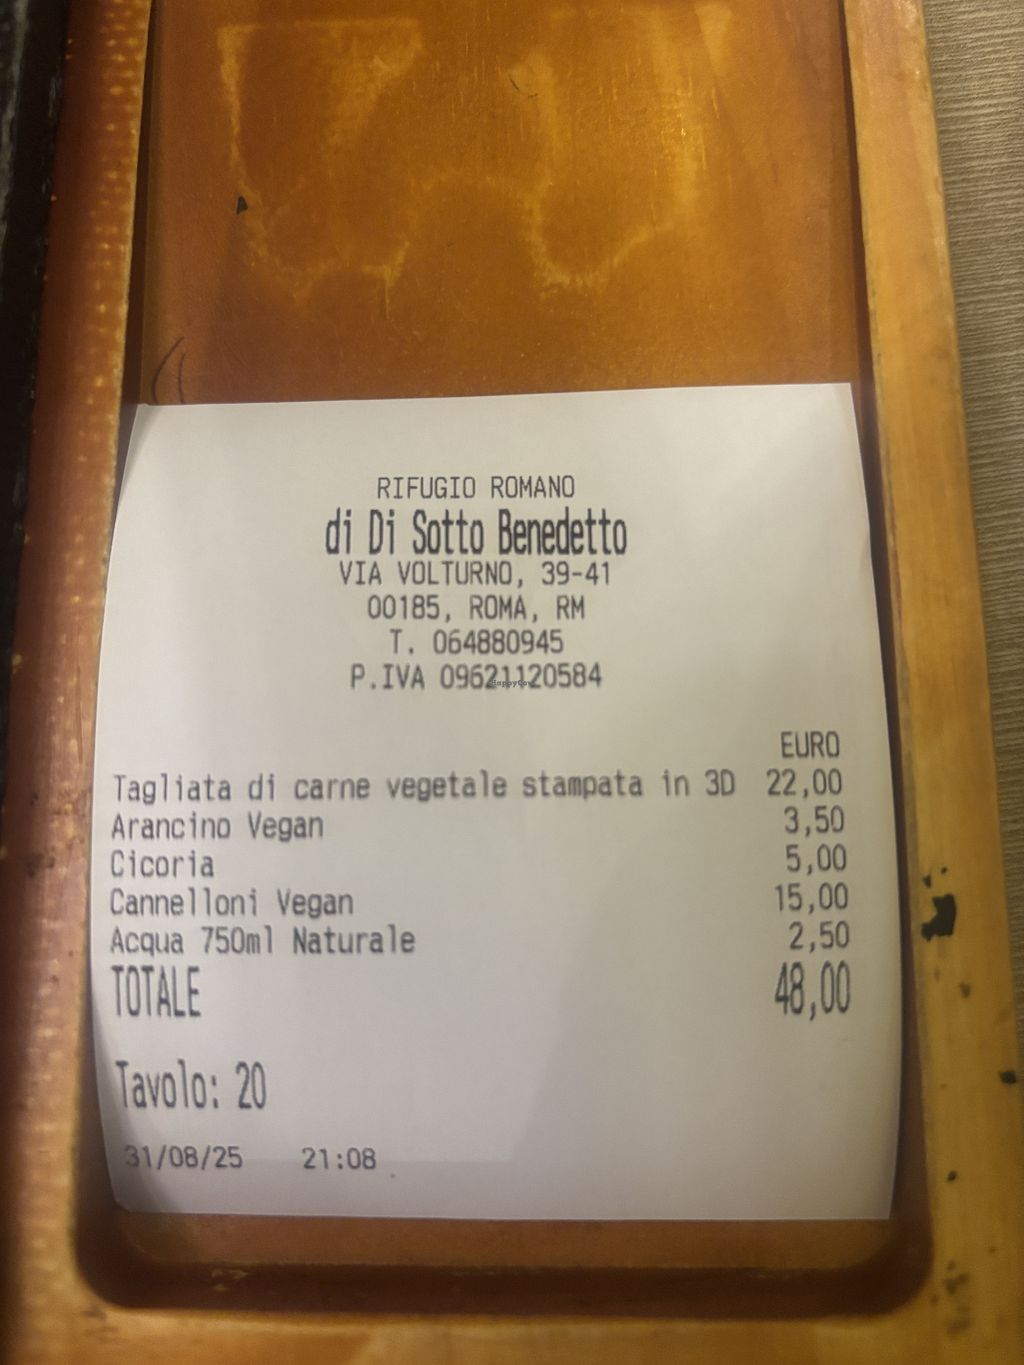 RIFUGIO ROMANO
di Di Sotto Benedetto
VIA VOLTURNO, 39-41
00185, ROMA, RM
T. 064880945
P.IVA 09621120584
HappyCow
EURO
Tagliata di carne vegetale stampata in 3D 22,00
Arancino Vegan 3,50
Cicoria 5,00
Cannelloni Vegan 15,00
Acqua 750ml Naturale 2,50
TOTALE 48,00
Tavolo: 20
31/08/25 21:08